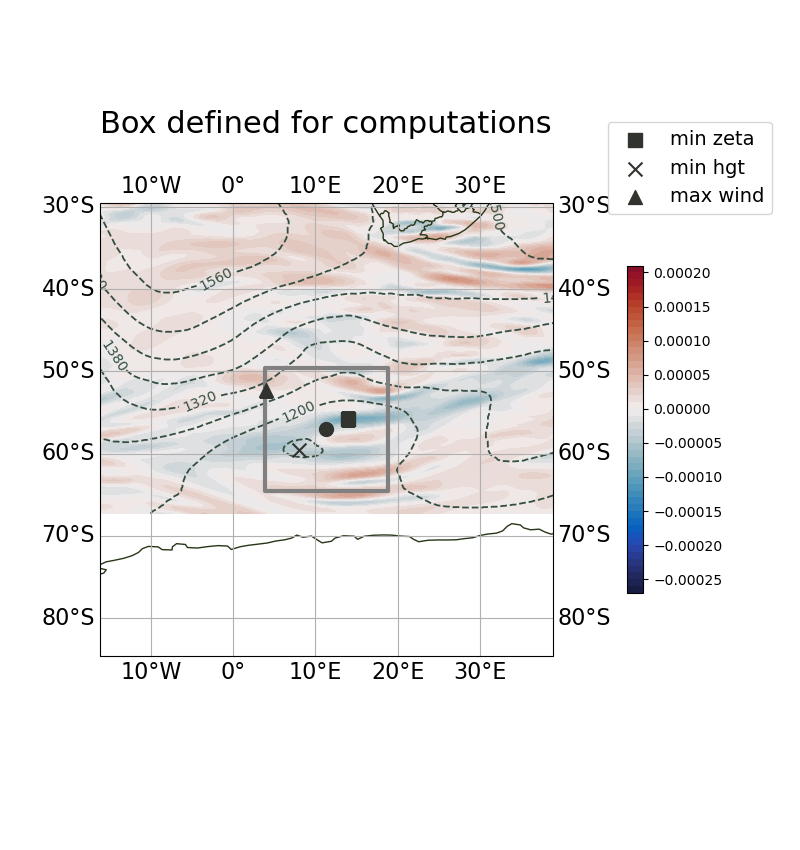 Box defined for computations
min zeta
min hgt
max wind
10°W 0° 10°E 20°E 30°E
30°S 30°S
500
1560
40°S 40°S
14
1380
50°S 50°S
1320
1200
60°S 60°S
70°S 70°S
80°S 80°S
10°W 0° 10°E 20°E 30°E
0.00020
0.00015
0.00010
0.00005
0.00000
−0.00005
−0.00010
−0.00015
−0.00020
−0.00025